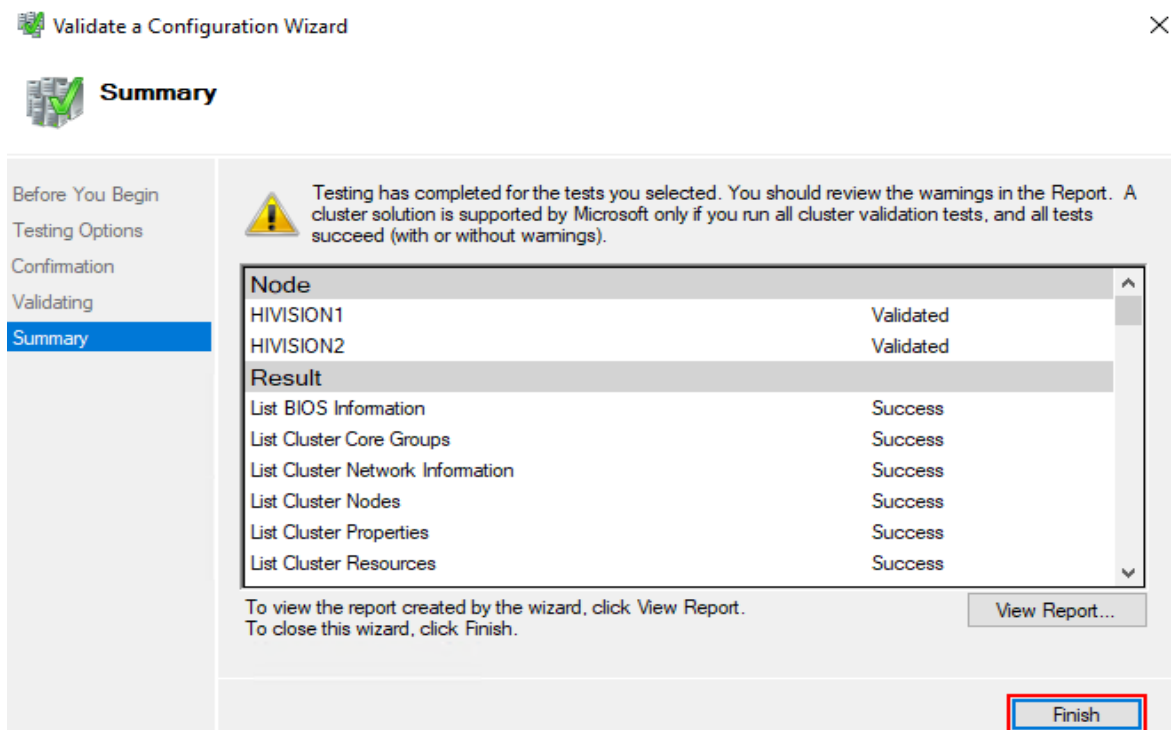 Validate a Configuration Wizard
Summary
Before You Begin
Testing Options
Confirmation
Validating
Summary
Testing has completed for the tests you selected. You should review the warnings in the Report. A
cluster solution is supported by Microsoft only if you run all cluster validation tests, and all tests
succeed (with or without warnings).
Node
HIVISION1 Validated
HIVISION2 Validated
Result
List BIOS Information Success
List Cluster Core Groups Success
List Cluster Network Information Success
List Cluster Nodes Success
List Cluster Properties Success
List Cluster Resources Success
To view the report created by the wizard, click View Report.
To close this wizard, click Finish.
View Report...
Finish